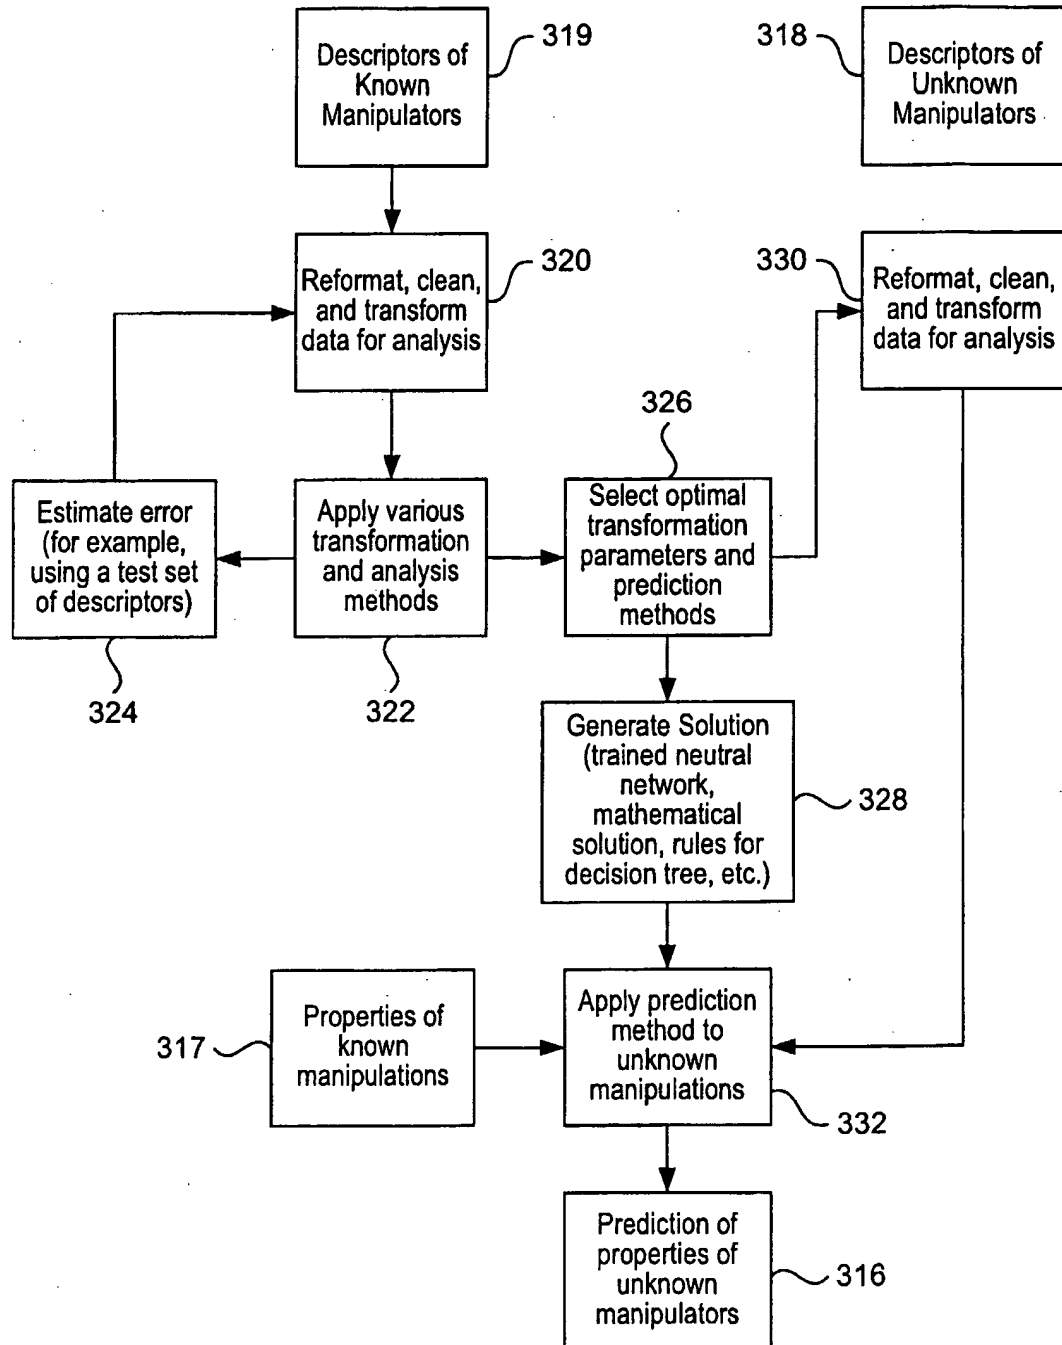 Descriptors of
Known
Manipulators
319
318
Descriptors of
Unknown
Manipulators
Reformat, clean,
and transform
data for analysis
320
330
Reformat, clean,
and transform
data for analysis
326
Estimate error
(for example,
using a test set
of descriptors)
324
Apply various
transformation
and analysis
methods
322
Select optimal
transformation
parameters and
prediction
methods
Generate Solution
(trained neutral
network,
mathematical
solution, rules for
decision tree, etc.)
328
317
Properties of
known
manipulations
Apply prediction
method to
unknown
manipulations
332
Prediction of
properties of
unknown
manipulators
316